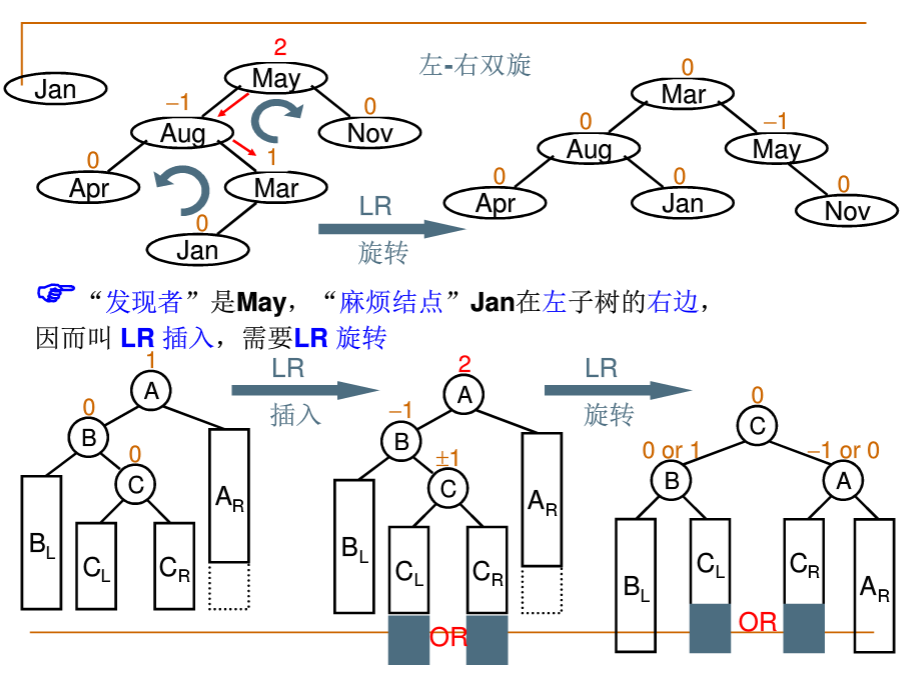 2
左-右双旋
Jan
May
0
−1
0
Mar
Aug
Nov
0
−1
0
1
Aug
May
Apr
Mar
0
0
0
0
LR
Apr
Jan
Nov
Jan
旋转
“发现者”是May，“麻烦结点”Jan在左子树的右边，
因而叫 LR 插入，需要LR 旋转
1
LR
2
LR
A
插入
A
旋转
0
0
−1
C
B
B
0 or 1
−1 or 0
0
±1
B
A
C
C
AR
AR
BL
CL
CR
BL
CL
CR
BL
CL
CR
AR
OR
OR